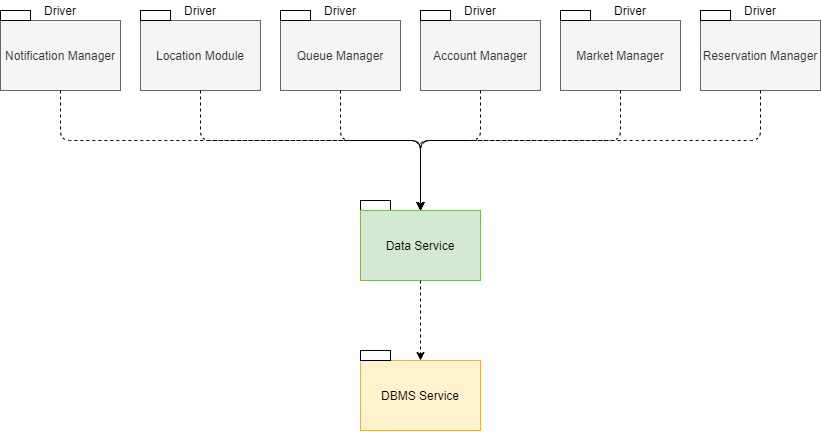 Driver
Driver
Driver
Driver
Driver
Driver
Notification Manager
Location Module
Queue Manager
Account Manager
Market Manager
Reservation Manager
Data Service
DBMS Service